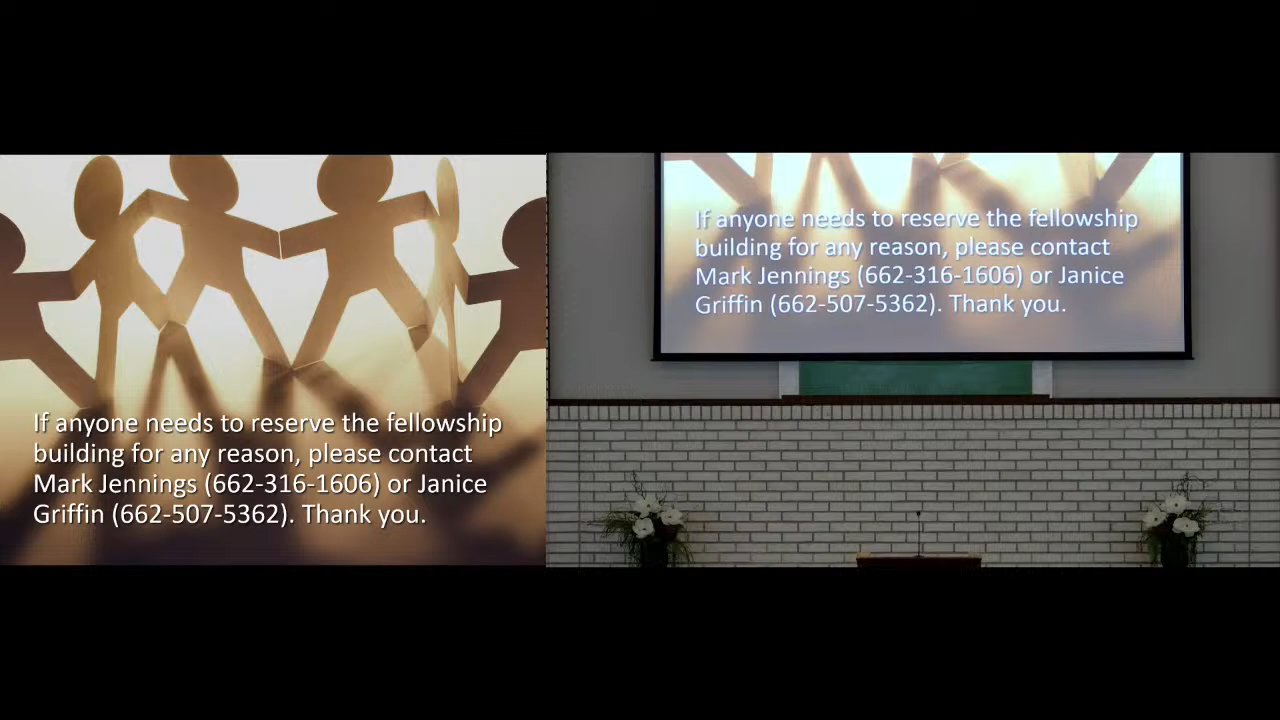 If anyone needs to reserve the fellowship
building for any reason, please contact
Mark Jennings (662-316-1606) or Janice
Griffin (662-507-5362). Thank you.
If anyone needs to reserve the fellowship
building for any reason, please contact
Mark Jennings (662-316-1606) or Janice
Griffin (662-507-5362). Thank you.